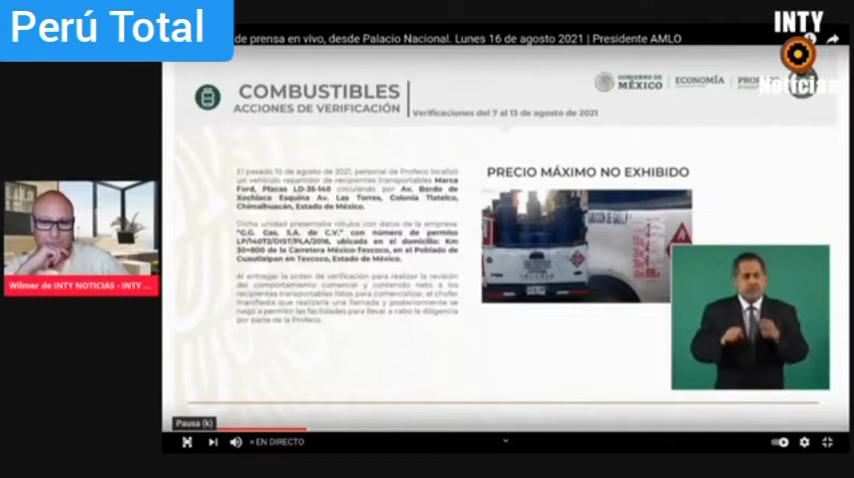 Perú Total
INTY
Noticias
de prensa en vivo, desde Palacio Nacional. Lunes 16 de agosto 2021 | Presidente AMLO
COMBUSTIBLES
ACCIONES DE VERIFICACIÓN
Verificaciones del 7 al 13 de agosto de 2021
GOBIERNO DE
MÉXICO
ECONOMÍA
El pasado 10 de agosto de 2021, personal de Profeco localizó
un vehículo repartidor de recipientes transportables Marca
Ford, Placas LD-35-140 circulando por Av. Bordo de
Xochiaca Esquina Av. Las Torres, Colonia Tlatelco,
Chimalhuacán, Estado de México.
Dicha unidad presentaba rótulos con datos de la empresa:
"G.G. Gas, S.A. de C.V." con número de permiso
LP/14072/DIST/PLA/2016, ubicada en el domicilio: Km
30+800 de la Carretera México-Texcoco, en el Poblado de
Cuautlalpan en Texcoco, Estado de México.
Al entregar la orden de verificación para realizar la revisión
del comportamiento comercial y contenido neto a los
recipientes transportables listos para comercializar, el chofer
manifiesta que realizaría una llamada y posteriormente se
negó a permitir las facilidades para llevar a cabo la diligencia
por parte de la Profeco.
PRECIO MÁXIMO NO EXHIBIDO
Wilmer de INTY NOTICIAS - INTY ...
Pausa (k)
EN DIRECTO